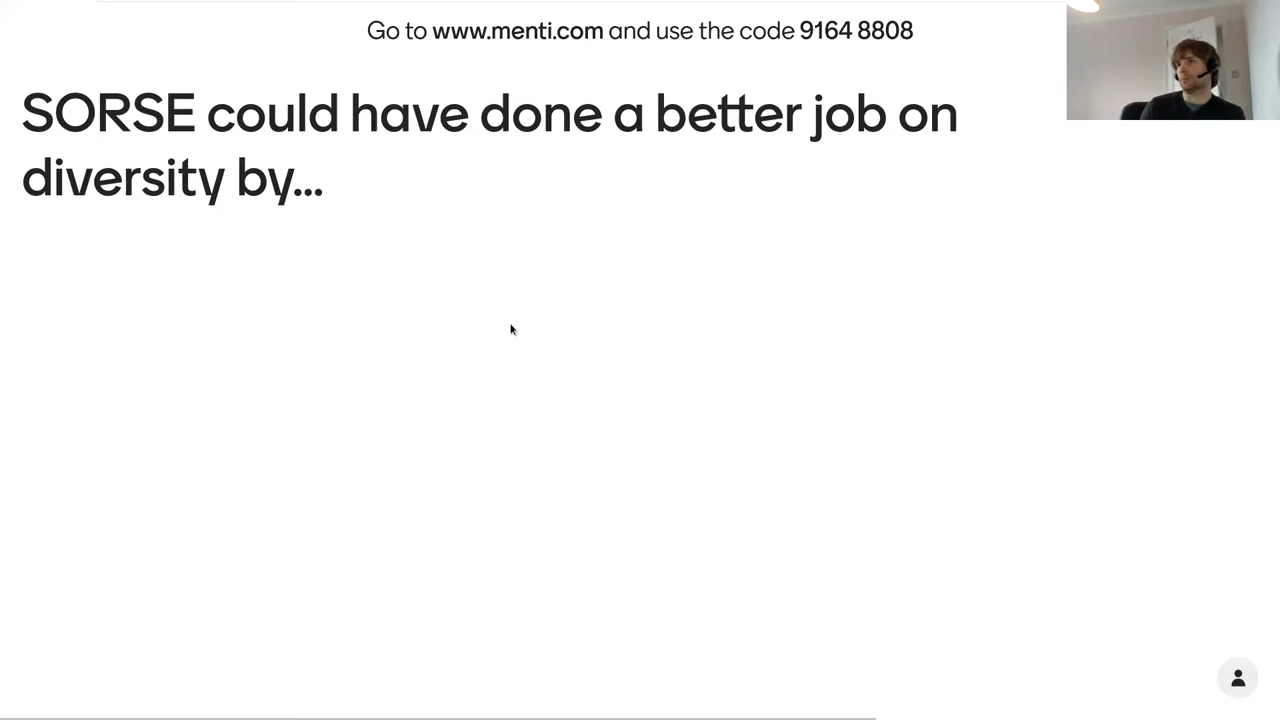 Go to www.menti.com and use the code 9164 8808
SORSE could have done a better job on
diversity by...